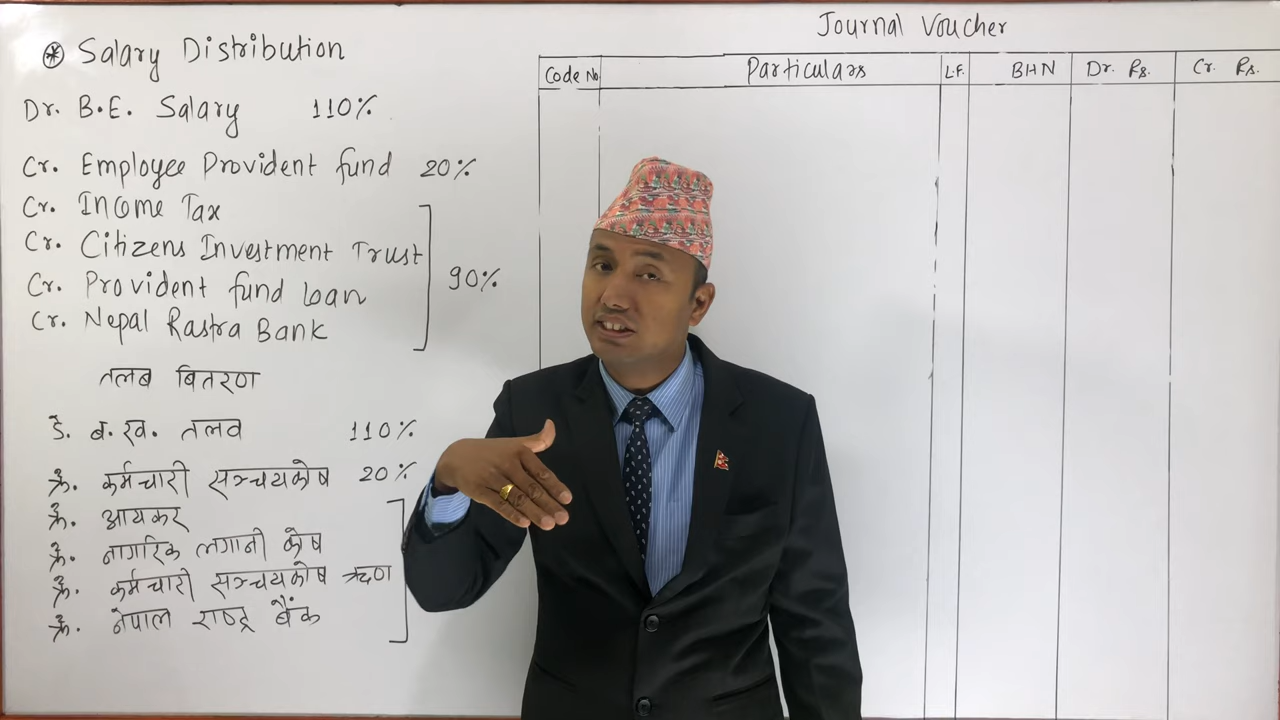 ⊛ Salary Distribution
Dr. B.E. Salary 110%
Cr. Employee Provident fund 20%
Cr. Income Tax
Cr. Citizens Investment Trust
90%
Cr. Provident fund loan
Cr. Nepal Rastra Bank
तलब बितरण
डे. ब.ख. तलव 110%
क्रे. कर्मचारी सञ्चयकोष 20%
क्रे. आयकर
क्रे. नागरिक लगानी कोष
क्रे. कर्मचारी सञ्चयकोष ऋण
क्रे. नेपाल राष्ट्र बैंक
Journal Voucher
Code No Particulars L.F. BHN Dr. Rs. Cr. Rs.